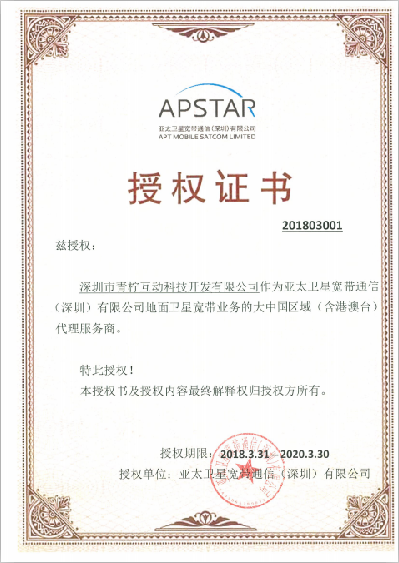 APSTAR
亚太卫星宽带通信(深圳)有限公司
APT MOBILE SATCOM LIMITED
授权证书
201803001
兹授权：
深圳市青柠互动科技开发有限公司作为亚太卫星宽带通信
（深圳）有限公司地面卫星宽带业务的大中国区域（含港澳台）
代理服务商。
特此授权！
本授权书及授权内容最终解释权归授权方所有。
授权期限：2018.3.31 2020.3.30
授权单位：亚太卫星宽带通信（深圳）有限公司